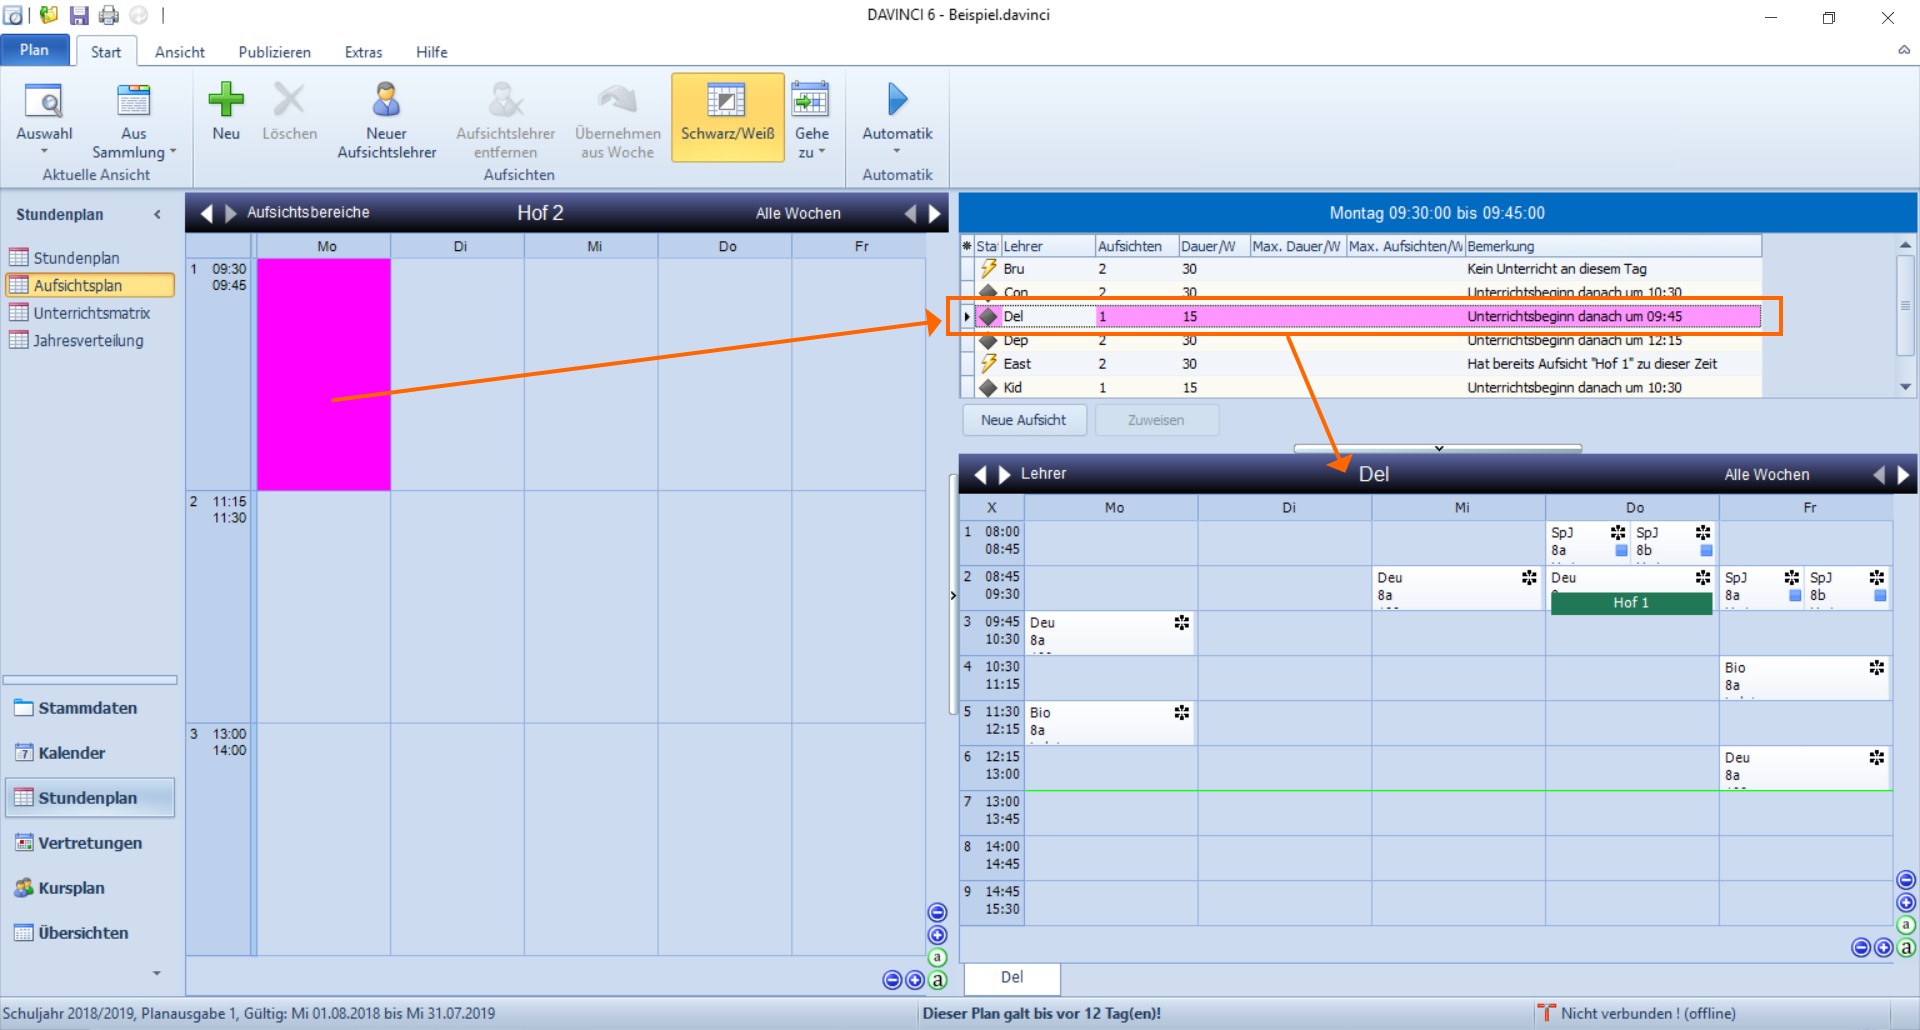 DAVINCI 6 - Beispiel.davinci
Plan Start Ansicht Publizieren Extras Hilfe
Auswahl
Aus
Sammlung
Aktuelle Ansicht
Neu
Löschen
Neuer
Aufsichtslehrer
Aufsichtslehrer
entfernen
Übernehmen
aus Woche
Schwarz/Weiß
Gehe
zu
Aufsichten
Automatik
Automatik
Stundenplan
Stundenplan
Aufsichtsplan
Unterrichtsmatrix
Jahresverteilung
Stammdaten
Kalender
Stundenplan
Vertretungen
Kursplan
Übersichten
Aufsichtsbereiche Hof 2 Alle Wochen
Mo Di Mi Do Fr
1 09:30
09:45
2 11:15
11:30
3 13:00
14:00
a
a
Montag 09:30:00 bis 09:45:00
Sta Lehrer Aufsichten Dauer/W Max. Dauer/W Max. Aufsichten/W Bemerkung
Bru 2 30 Kein Unterricht an diesem Tag
Con 2 30 Unterrichtsbeginn danach um 10:30
Del 1 15 Unterrichtsbeginn danach um 09:45
Dep 2 30 Unterrichtsbeginn danach um 12:15
East 2 30 Hat bereits Aufsicht "Hof 1" zu dieser Zeit
Kid 1 15 Unterrichtsbeginn danach um 10:30
Neue Aufsicht Zuweisen
Lehrer Del Alle Wochen
X Mo Di Mi Do Fr
1 08:00 SpJ SpJ
08:45 8a 8b
2 08:45 Deu Deu SpJ SpJ
09:30 8a Hof 1 8a 8b
3 09:45 Deu
10:30 8a
4 10:30 Bio
11:15 8a
5 11:30 Bio
12:15 8a
6 12:15 Deu
13:00 8a
7 13:00
13:45
8 14:00
14:45
9 14:45
15:30
a
a
Del
Schuljahr 2018/2019, Planausgabe 1, Gültig: Mi 01.08.2018 bis Mi 31.07.2019 Dieser Plan galt bis vor 12 Tag(en)! Nicht verbunden ! (offline)